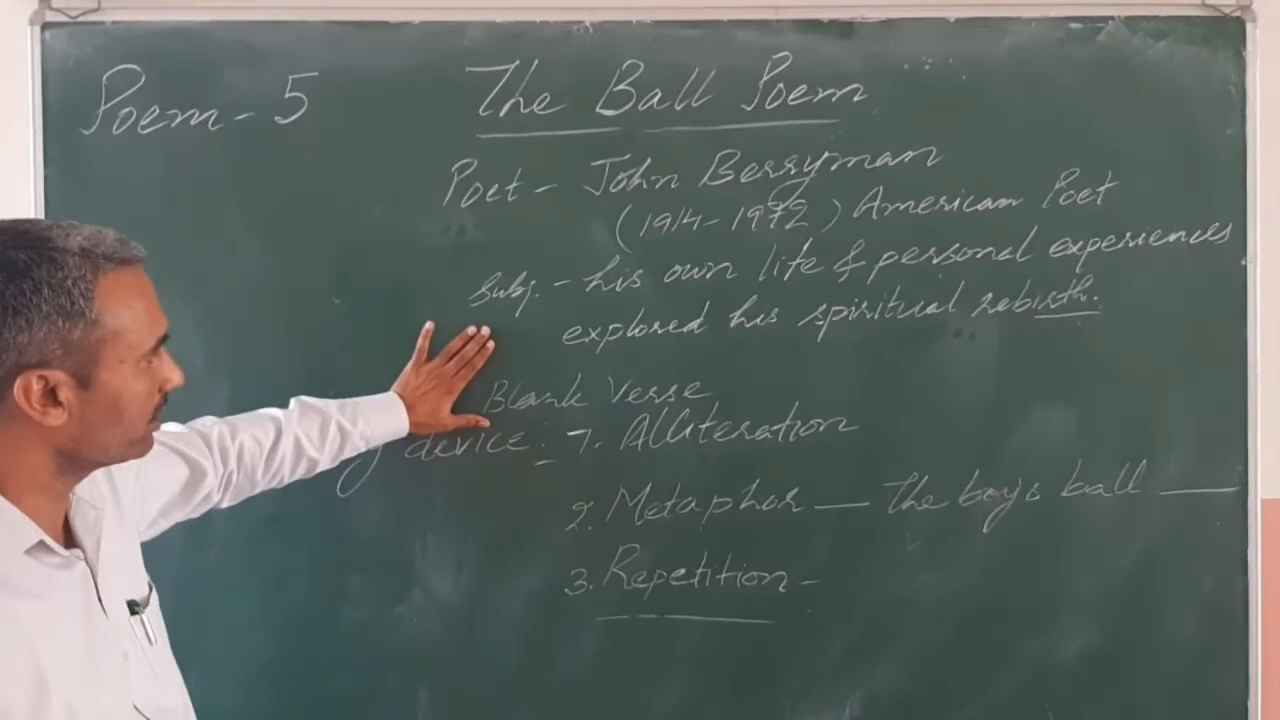 Poem - 5
The Ball Poem
Poet - John Berryman
(1914-1972) American Poet
Subj. - his own life & personal experiences
explored his spiritual rebirth.
Blank Verse
device: 1. Alliteration
2. Metaphor — The boy's ball —
3. Repetition -